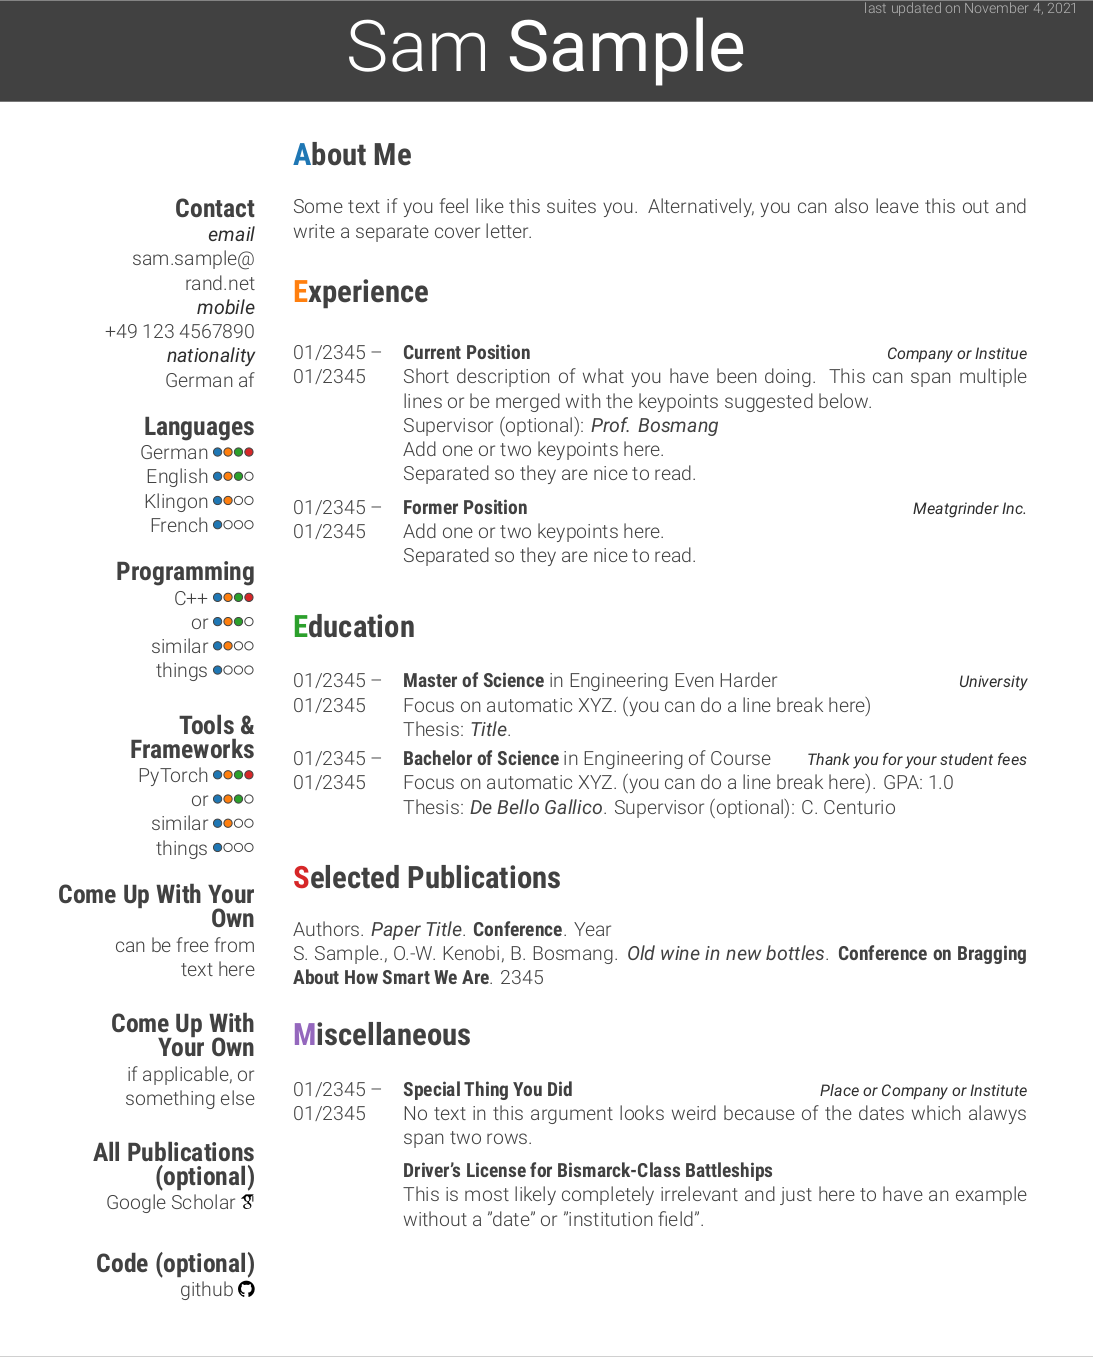 last updated on November 4, 2021
Sam Sample
Contact
email
sam.sample@
rand.net
mobile
+49 123 4567890
nationality
German af
Languages
German
English
Klingon
French
Programming
C++
or
similar
things
Tools &
Frameworks
PyTorch
or
similar
things
Come Up With Your
Own
can be free from
text here
Come Up With
Your Own
if applicable, or
something else
All Publications
(optional)
Google Scholar
Code (optional)
github
About Me
Some text if you feel like this suites you. Alternatively, you can also leave this out and
write a separate cover letter.
Experience
01/2345 – Current Position Company or Institue
01/2345 Short description of what you have been doing. This can span multiple
lines or be merged with the keypoints suggested below.
Supervisor (optional): Prof. Bosmang
Add one or two keypoints here.
Separated so they are nice to read.
01/2345 – Former Position Meatgrinder Inc.
01/2345 Add one or two keypoints here.
Separated so they are nice to read.
Education
01/2345 – Master of Science in Engineering Even Harder University
01/2345 Focus on automatic XYZ. (you can do a line break here)
Thesis: Title.
01/2345 – Bachelor of Science in Engineering of Course Thank you for your student fees
01/2345 Focus on automatic XYZ. (you can do a line break here). GPA: 1.0
Thesis: De Bello Gallico. Supervisor (optional): C. Centurio
Selected Publications
Authors. Paper Title. Conference. Year
S. Sample., O.-W. Kenobi, B. Bosmang. Old wine in new bottles. Conference on Bragging
About How Smart We Are. 2345
Miscellaneous
01/2345 – Special Thing You Did Place or Company or Institute
01/2345 No text in this argument looks weird because of the dates which alawys
span two rows.
Driver's License for Bismarck-Class Battleships
This is most likely completely irrelevant and just here to have an example
without a ”date” or ”institution field”.